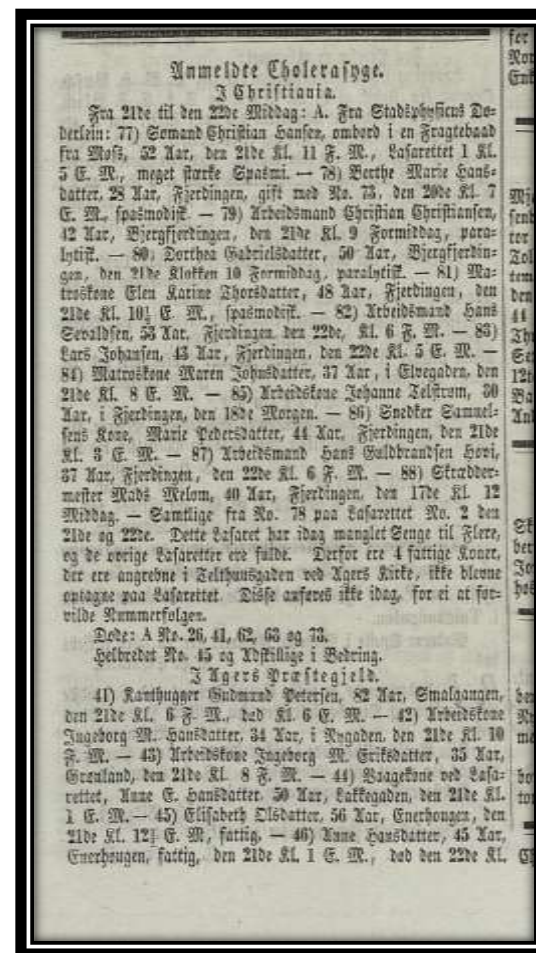 Anmeldte Cholerasyge.
I Christiania.
Fra 21de til den 22de Middag: A. Fra Stadsphysicus Do-
derlein: 77) Sømand Christian Hansen, ombord i en Fragtebaad
fra Moss, 52 Aar, den 21de Kl. 11 F. M., Lasarettet 1 Kl.
5 E. M., meget stærke Spasmi. — 78) Berthe Marie Hans-
datter, 28 Aar, Fjerdingen, gift med No. 73, den 20de Kl. 7
E. M., spasmodisk. — 79) Arbeidsmand Christian Christiansen,
42 Aar, Bjergfjerdingen, den 21de Kl. 9 Formiddag, para-
lytisk. — 80) Dorthea Gabrielsdatter, 50 Aar, Bjergfjerdin-
gen, den 21de Klokken 10 Formiddag, paralytisk. — 81) Ma-
troskone Elen Karine Thorsdatter, 48 Aar, Fjerdingen, den
21de Kl. 10½ E. M., spasmodisk. — 82) Arbeidsmand Hans
Sevaldsen, 53 Aar, Fjerdingen den 22de, Kl. 6 F. M. — 83)
Lars Johansen, 43 Aar, Fjerdingen, den 22de Kl. 5 E. M. —
84) Matroskone Maren Johnsdatter, 37 Aar, i Elvegaden, den
21de Kl. 8 E. M. — 85) Arbeidskone Johanne Telstrøm, 30
Aar, i Fjerdingen, den 18de Morgen. — 86) Snedker Samuel-
sens Kone, Marie Pedersdatter, 44 Aar, Fjerdingen, den 21de
Kl. 3 E. M. — 87) Arbeidsmand Hans Guldbrandsen Hovi,
37 Aar, Fjerdingen, den 22de Kl. 6 F. M. — 88) Skrædder-
mester Mads Melom, 40 Aar, Fjerdingen, den 17de Kl. 12
Middag. — Samtlige fra No. 78 paa Lasarettet No. 2 den
21de og 22de. Dette Lasaret har idag manglet Senge til Flere,
og de øvrige Lasaretter ere fulde. Derfor ere 4 fattige Koner,
der ere angrebne i Telthuusgaden ved Agers Kirke, ikke blevne
optagne paa Lasarettet. Disse anføres ikke idag, for ei at for-
vilde Nummerfølgen.
Døde: A No. 26, 41, 62, 63 og 73.
Helbredet No. 45 og Adskillige i Bedring.
I Agers Præstegjeld.
41) Kanthugger Gudmund Petersen, 82 Aar, Smalgangen,
den 21de Kl. 6 F. M., død Kl. 6 E. M. — 42) Arbeidskone
Ingeborg M. Hansdatter, 34 Aar, i Nygaden, den 21de Kl. 10
F. M. — 43) Arbeidskone Ingeborg M. Eriksdatter, 35 Aar,
Grønland, den 21de Kl. 8 F. M. — 44) Vaagekone ved Lasa-
rettet, Anne E. Hansdatter, 50 Aar, Lakkegaden, den 21de Kl.
1 E. M. — 45) Elisabeth Olsdatter, 56 Aar, Enerhougen, den
21de Kl. 12½ E. M., fattig. — 46) Anne Hansdatter, 45 Aar,
Enerhougen, fattig, den 21de Kl. 1 E. M., død den 22de Kl.